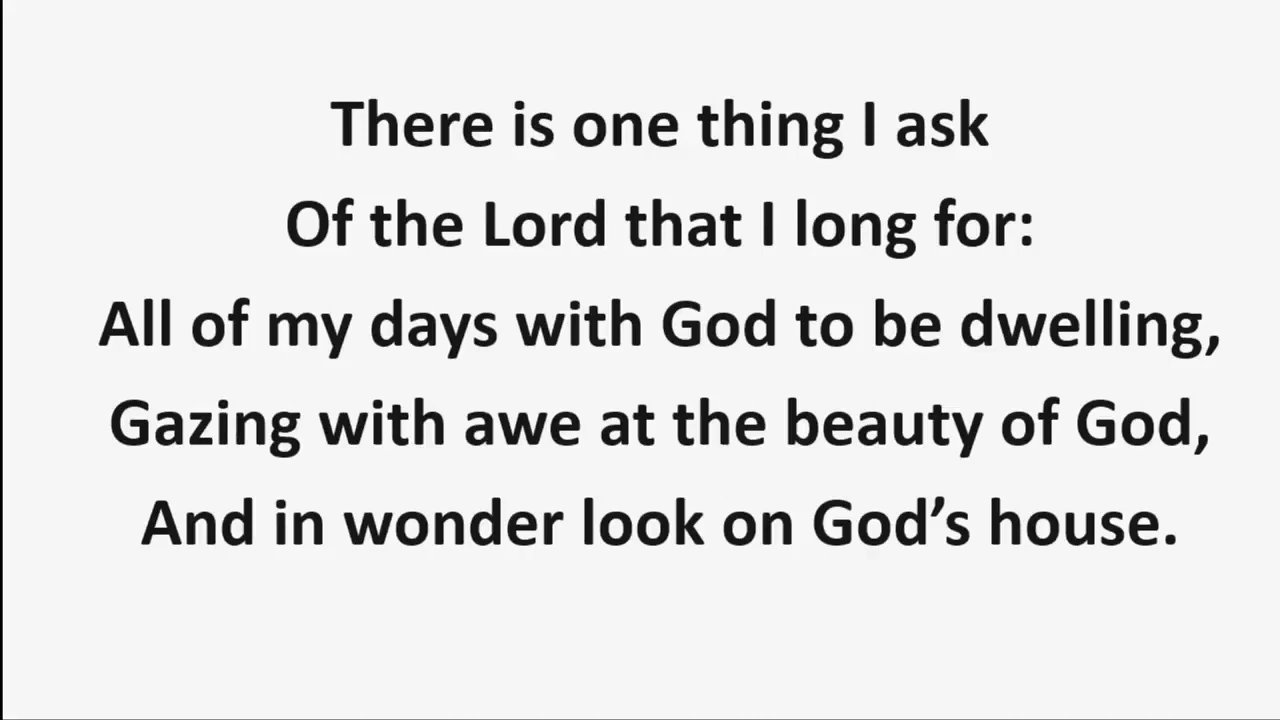 There is one thing I ask
Of the Lord that I long for:
All of my days with God to be dwelling,
Gazing with awe at the beauty of God,
And in wonder look on God’s house.